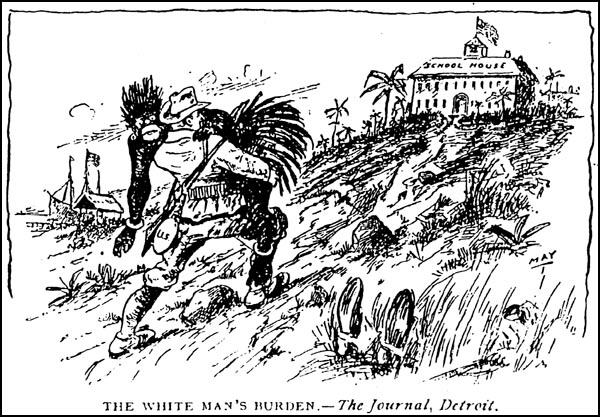 SCHOOL HOUSE
U.S.
MAY
THE WHITE MAN'S BURDEN.—The Journal, Detroit.